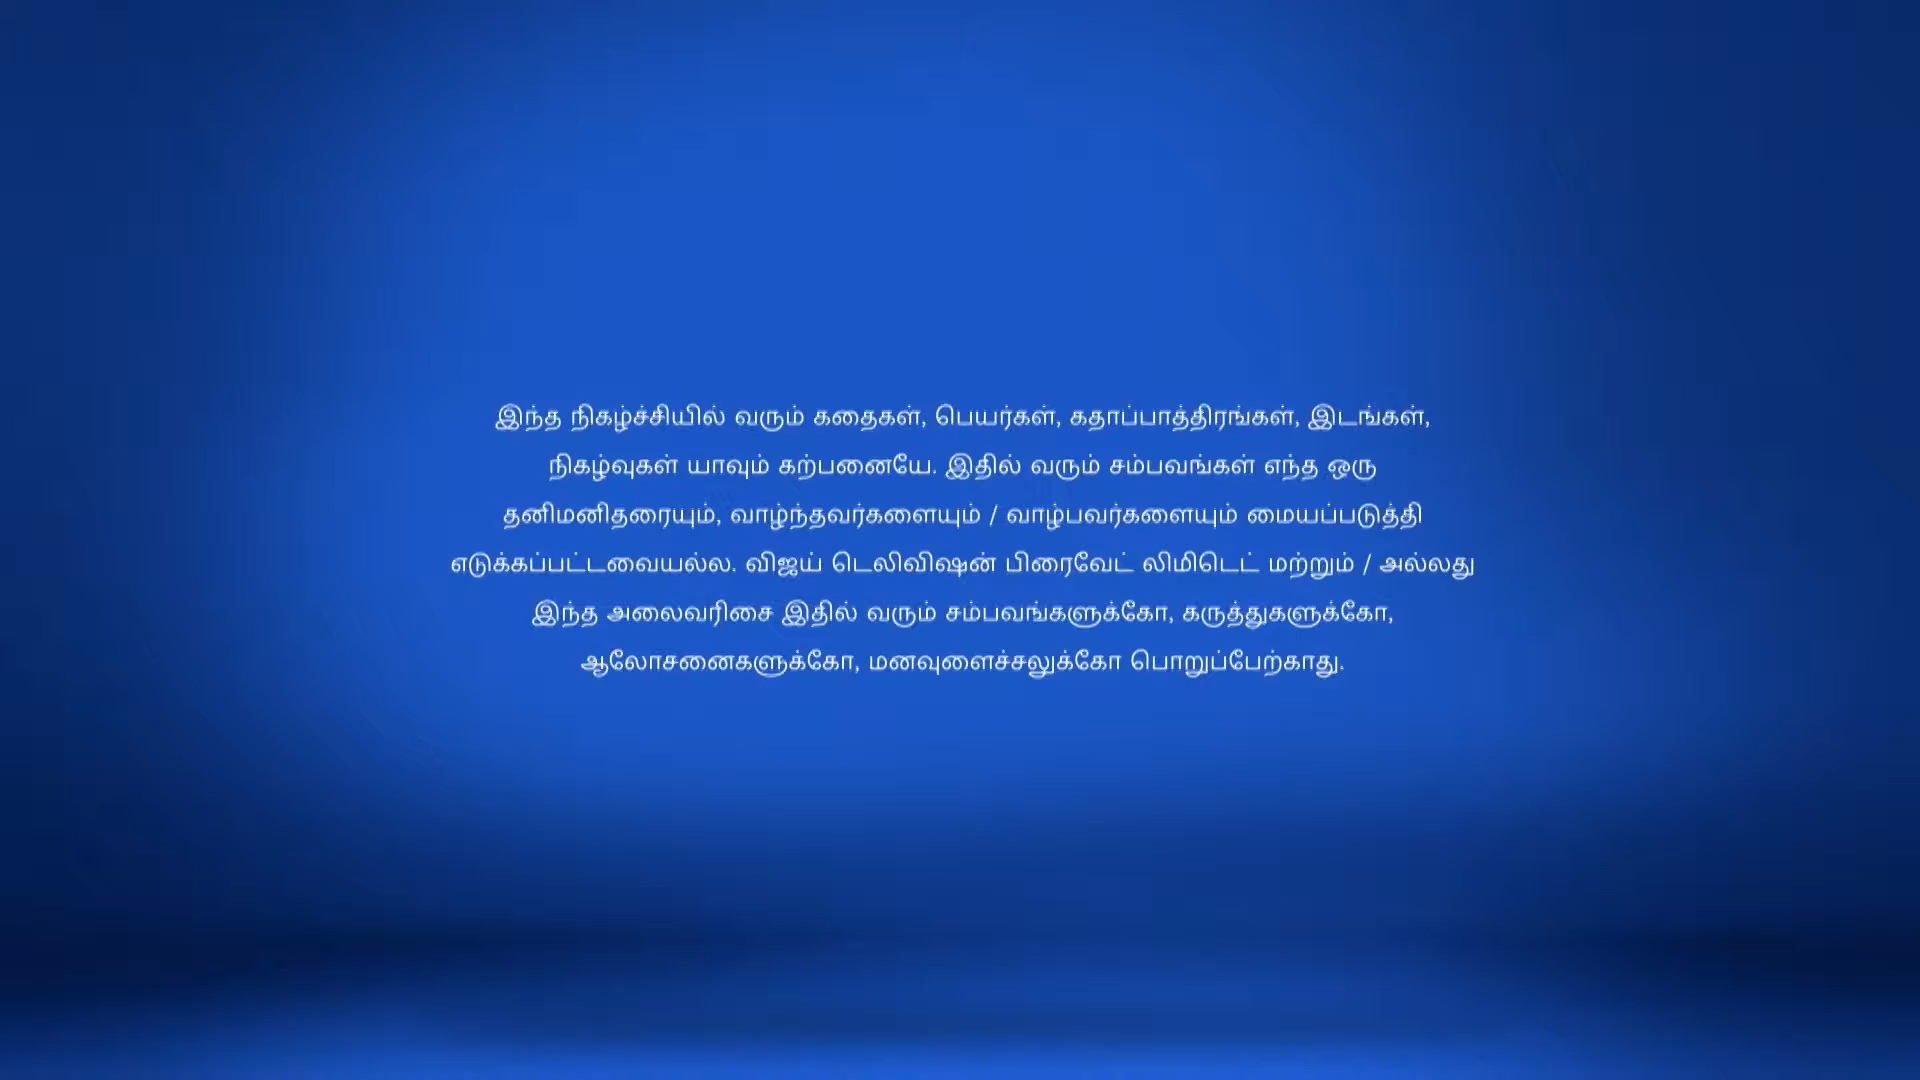 இந்த நிகழ்ச்சியில் வரும் கதைகள், பெயர்கள், கதாப்பாத்திரங்கள், இடங்கள்,
நிகழ்வுகள் யாவும் கற்பனையே. இதில் வரும் சம்பவங்கள் எந்த ஒரு
தனிமனிதரையும், வாழ்ந்தவர்களையும் / வாழ்பவர்களையும் மையப்படுத்தி
எடுக்கப்பட்டவையல்ல. விஜய் டெலிவிஷன் பிரைவேட் லிமிடெட் மற்றும் / அல்லது
இந்த அலைவரிசை இதில் வரும் சம்பவங்களுக்கோ, கருத்துகளுக்கோ,
ஆலோசனைகளுக்கோ, மனவுளைச்சலுக்கோ பொறுப்பேற்காது.